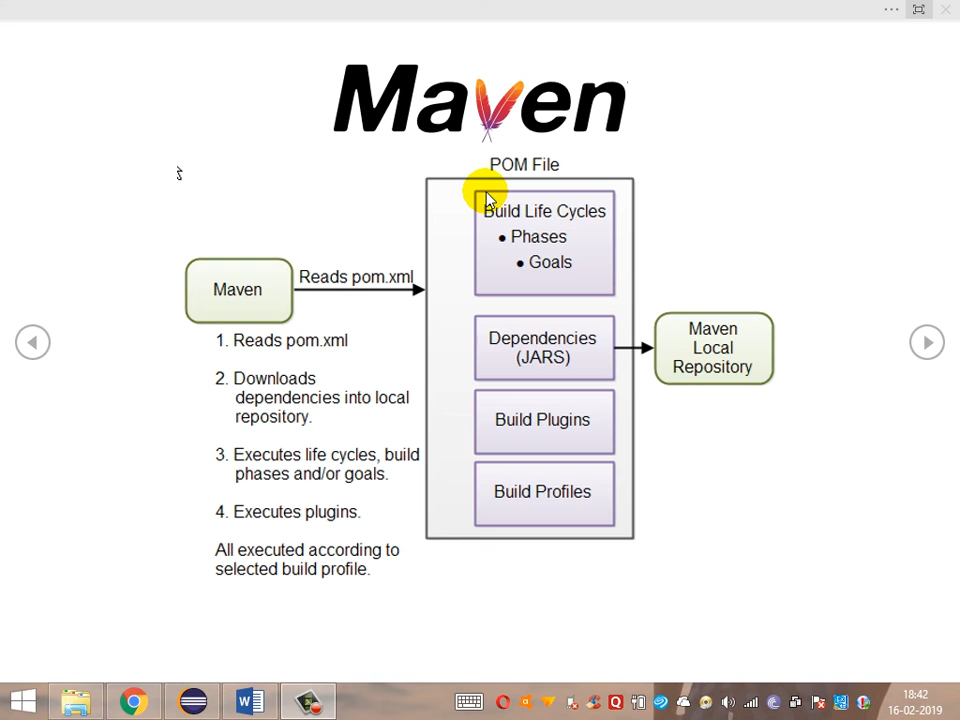 Maven
POM File
Build Life Cycles
• Phases
• Goals
Maven
Reads pom.xml
Dependencies
(JARS)
Maven
Local
Repository
Build Plugins
Build Profiles
1. Reads pom.xml
2. Downloads
dependencies into local
repository.
3. Executes life cycles, build
phases and/or goals.
4. Executes plugins.
All executed according to
selected build profile.
18:42
16-02-2019